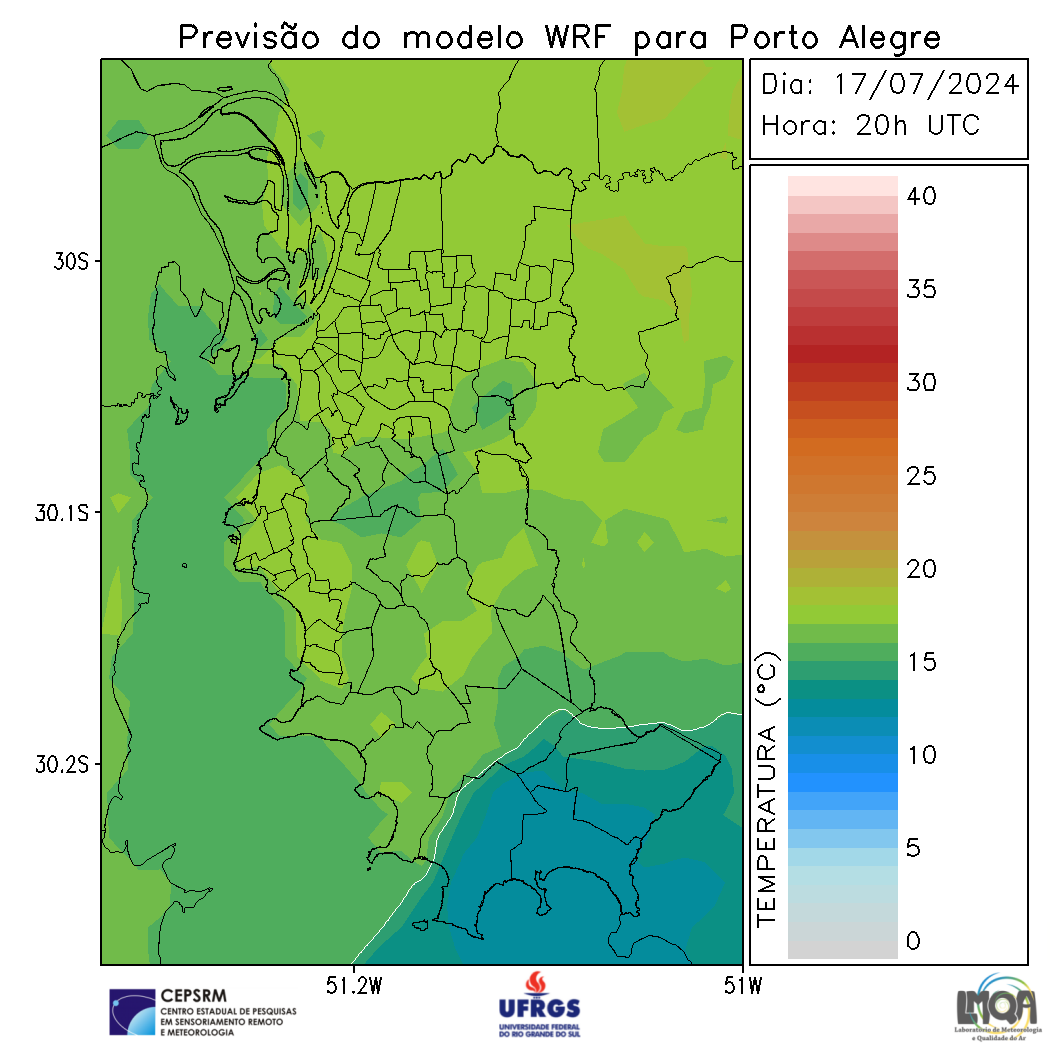 Previsão do modelo WRF para Porto Alegre
Dia: 17/07/2024
Hora: 20h UTC
40
35
30
25
20
15
10
5
0
TEMPERATURA (°C)
30S
30.1S
30.2S
51.2W
51W
CEPSRM
CENTRO ESTADUAL DE PESQUISAS
EM SENSORIAMENTO REMOTO
E METEOROLOGIA
UFRGS
UNIVERSIDADE FEDERAL
DO RIO GRANDE DO SUL
LMQA
Laboratório de Meteorologia
e Qualidade do Ar